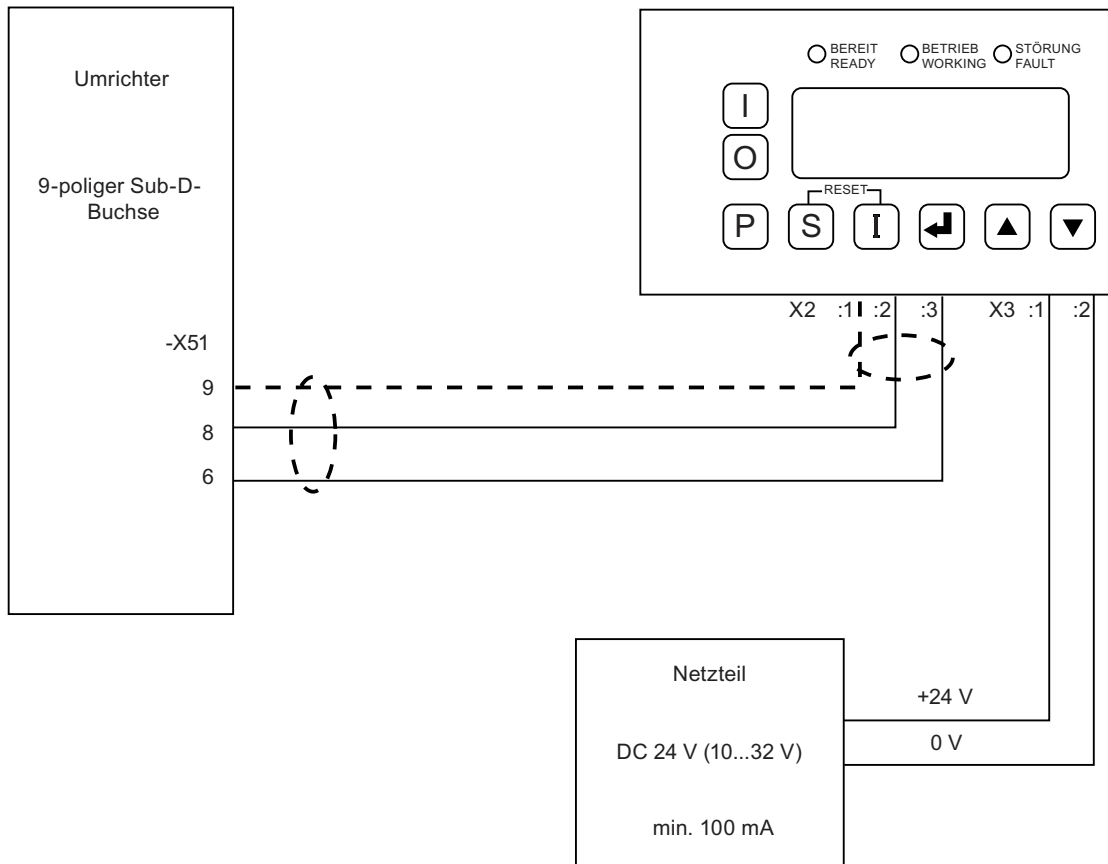 Umrichter
9-poliger Sub-D-
Buchse
-X51
9
8
6
BEREIT
READY
BETRIEB
WORKING
STÖRUNG
FAULT
I
O
RESET
P
S
I
X2 :1 :2 :3 X3 :1 :2
Netzteil
DC 24 V (10...32 V)
min. 100 mA
+24 V
0 V